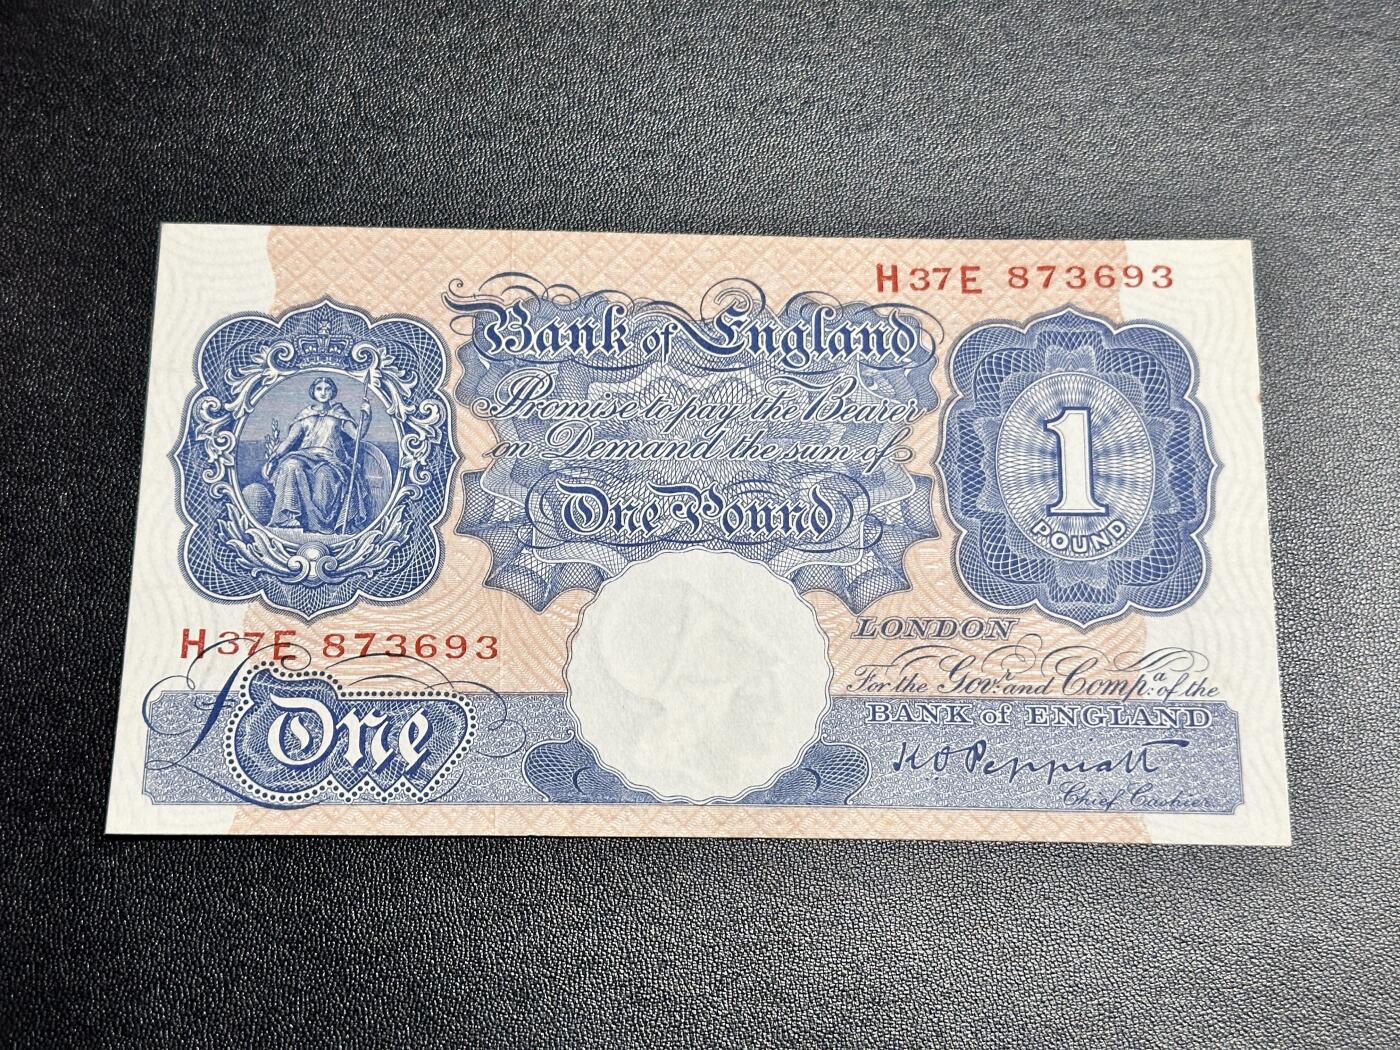 H37E 873693
Bank of England
Promise to pay the Bearer
on Demand the sum of
One Pound
1
POUND
H37E 873693
LONDON
For the Govr. and Compa. of the
BANK of ENGLAND
£One
K O Peppiatt
Chief Cashier